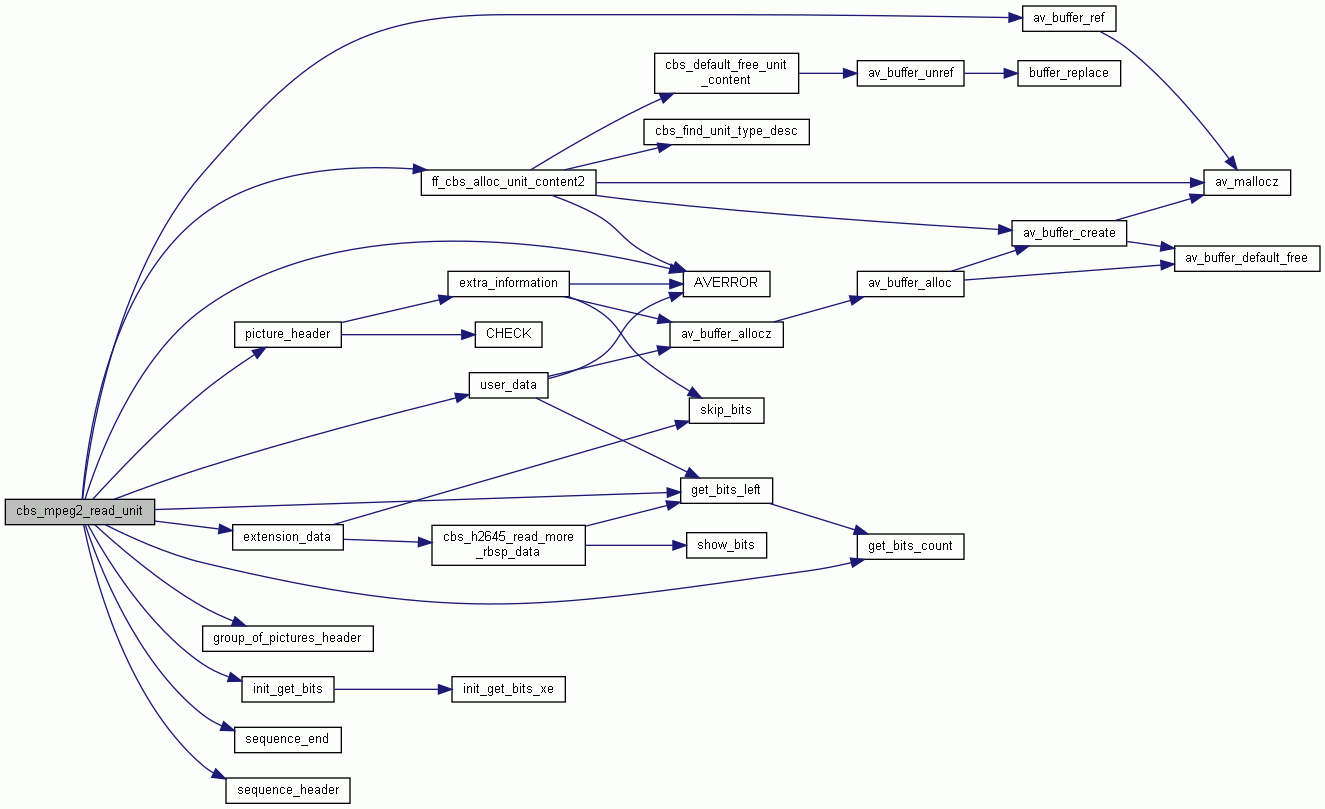 av_buffer_ref
cbs_default_free_unit
_content
av_buffer_unref
buffer_replace
cbs_find_unit_type_desc
ff_cbs_alloc_unit_content2
av_mallocz
av_buffer_create
av_buffer_default_free
extra_information
AVERROR
av_buffer_alloc
picture_header
CHECK
av_buffer_allocz
user_data
skip_bits
get_bits_left
cbs_mpeg2_read_unit
extension_data
cbs_h2645_read_more
_rbsp_data
show_bits
get_bits_count
group_of_pictures_header
init_get_bits
init_get_bits_xe
sequence_end
sequence_header